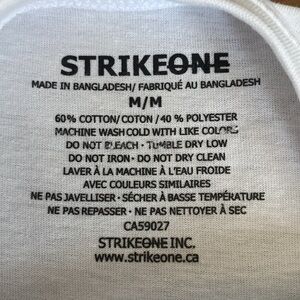 STRIKEONE
MADE IN BANGLADESH/ FABRIQUÉ AU BANGLADESH
M/M
60% COTTON/COTON /40 % POLYESTER
MACHINE WASH COLD WITH LIKE COLORS
DO NOT BLEACH • TUMBLE DRY LOW
DO NOT IRON • DO NOT DRY CLEAN
LAVER À LA MACHINE À L'EAU FROIDE
AVEC COULEURS SIMILAIRES
NE PAS JAVELLISER • SÉCHER À BASSE TEMPÉRATURE
NE PAS REPASSER • NE PAS NETTOYER À SEC
CA59027
STRIKEONE INC.
www.strikeone.ca